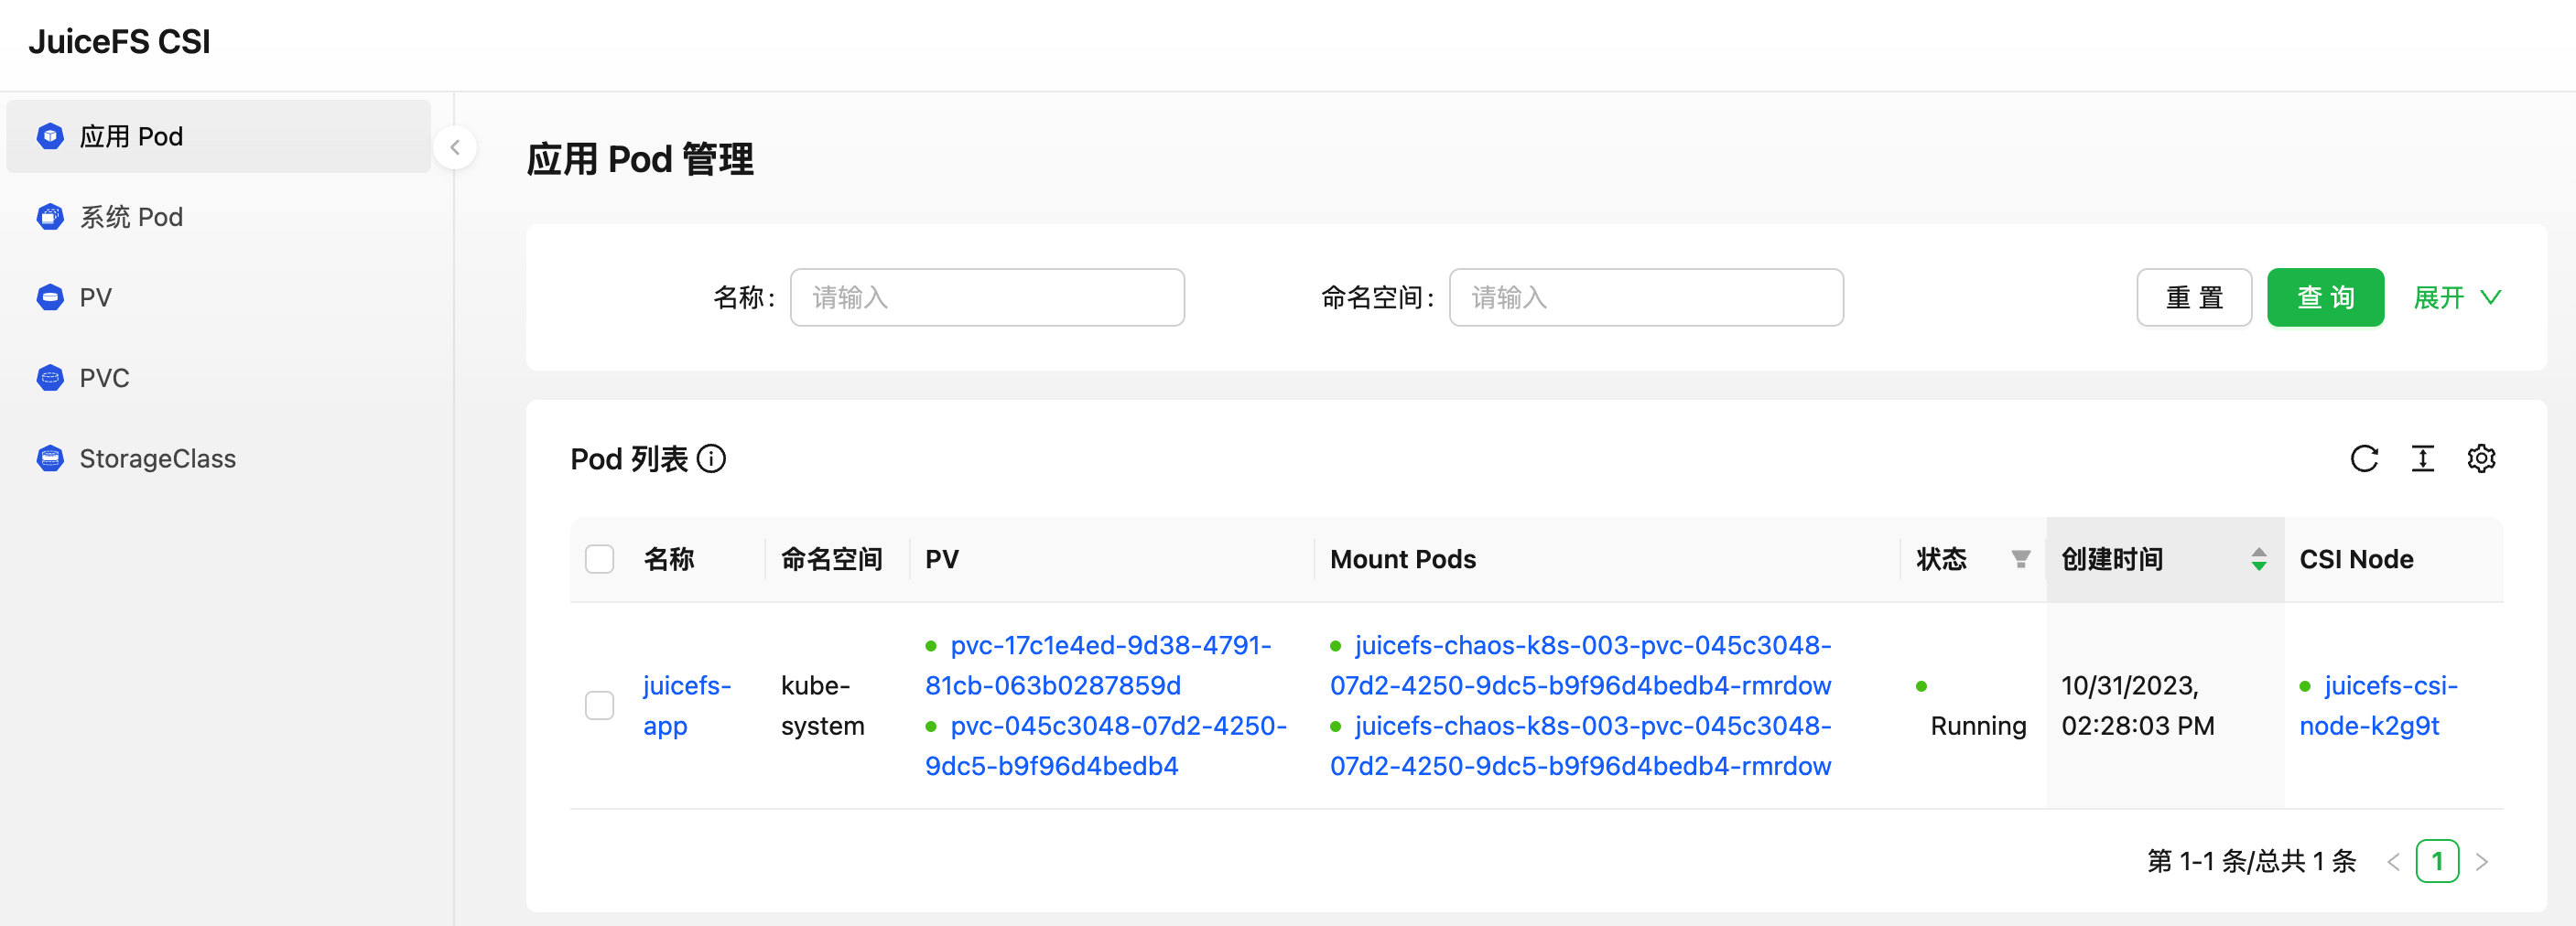 JuiceFS CSI
应用 Pod
系统 Pod
PV
PVC
StorageClass
应用 Pod 管理
名称: 请输入 命名空间: 请输入 重 置 查 询 展开
Pod 列表
名称 命名空间 PV Mount Pods 状态 创建时间 CSI Node
juicefs-
app
kube-
system
pvc-17c1e4ed-9d38-4791-
81cb-063b0287859d
pvc-045c3048-07d2-4250-
9dc5-b9f96d4bedb4
juicefs-chaos-k8s-003-pvc-045c3048-
07d2-4250-9dc5-b9f96d4bedb4-rmrdow
juicefs-chaos-k8s-003-pvc-045c3048-
07d2-4250-9dc5-b9f96d4bedb4-rmrdow
Running
10/31/2023,
02:28:03 PM
juicefs-csi-
node-k2g9t
第 1-1 条/总共 1 条 1